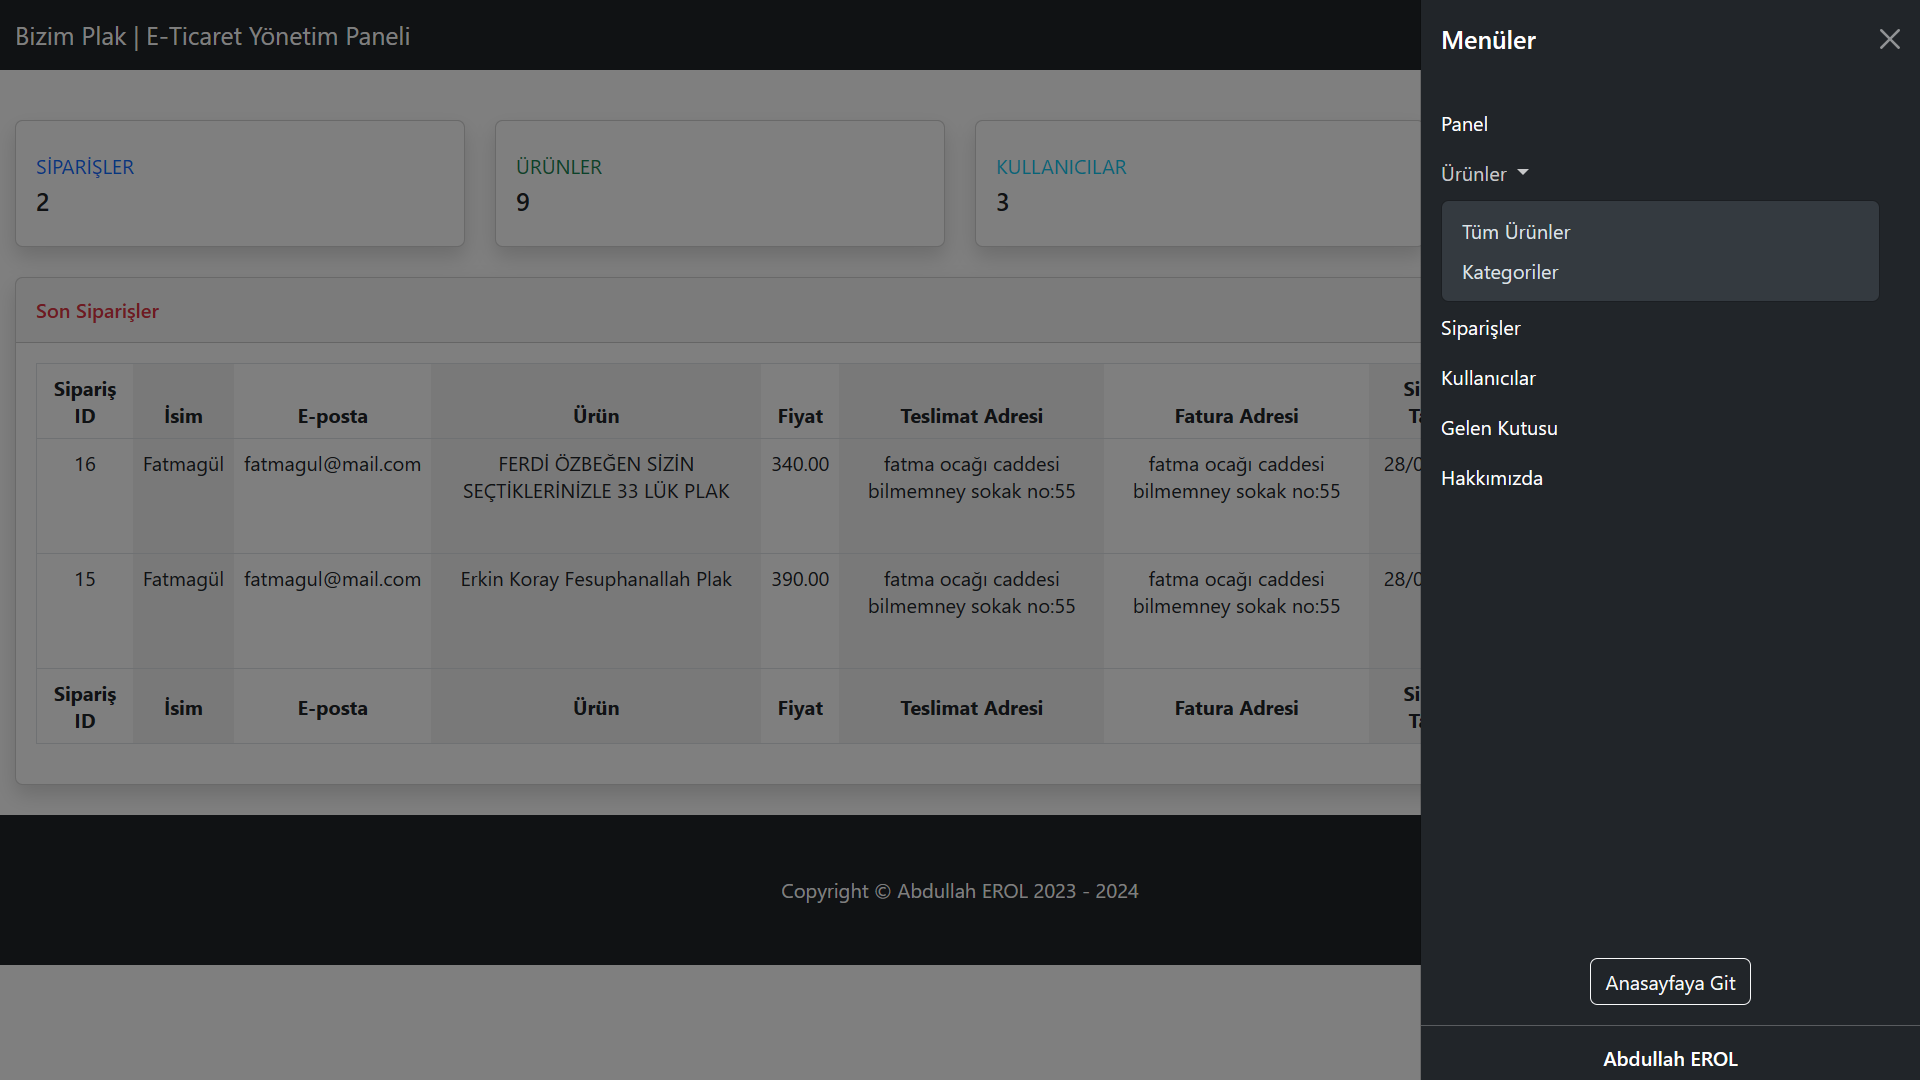 Bizim Plak | E-Ticaret Yönetim Paneli
SİPARİŞLER
2
ÜRÜNLER
9
KULLANICILAR
3
Son Siparişler
Sipariş ID İsim E-posta Ürün Fiyat Teslimat Adresi Fatura Adresi
16 Fatmagül fatmagul@mail.com FERDİ ÖZBEĞEN SİZİN 340.00 fatma ocağı caddesi fatma ocağı caddesi 28/0
SEÇTİKLERİNİZLE 33 LÜK PLAK bilmemney sokak no:55 bilmemney sokak no:55
15 Fatmagül fatmagul@mail.com Erkin Koray Fesuphanallah Plak 390.00 fatma ocağı caddesi fatma ocağı caddesi 28/0
bilmemney sokak no:55 bilmemney sokak no:55
Sipariş ID İsim E-posta Ürün Fiyat Teslimat Adresi Fatura Adresi
Copyright © Abdullah EROL 2023 - 2024
Menüler
Panel
Ürünler
Tüm Ürünler
Kategoriler
Siparişler
Kullanıcılar
Gelen Kutusu
Hakkımızda
Anasayfaya Git
Abdullah EROL